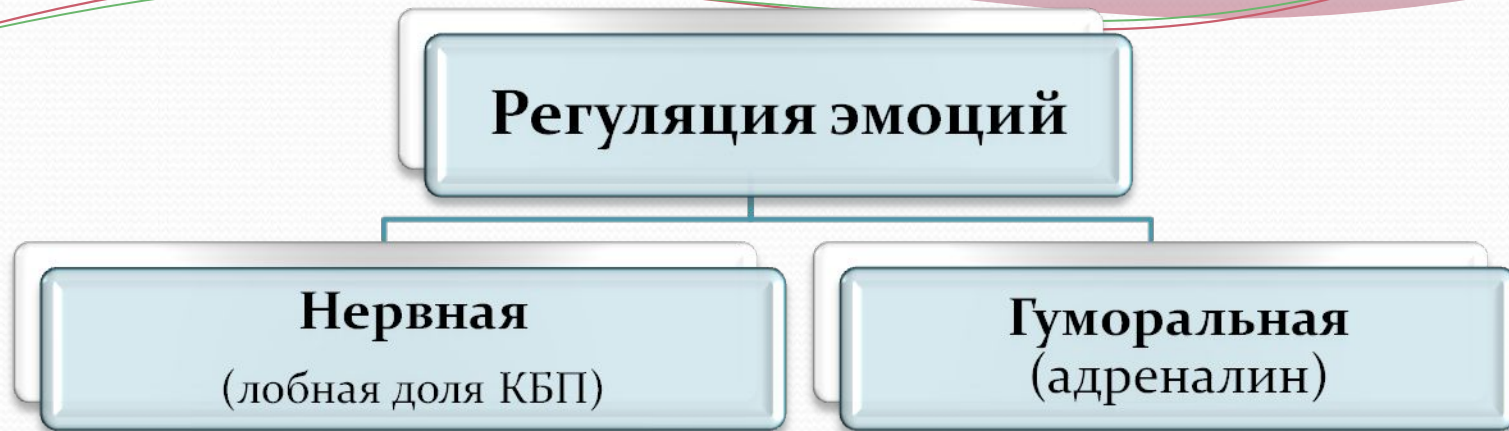 Регуляция эмоций
Нервная
(лобная доля КБП)
Гуморальная
(адреналин)